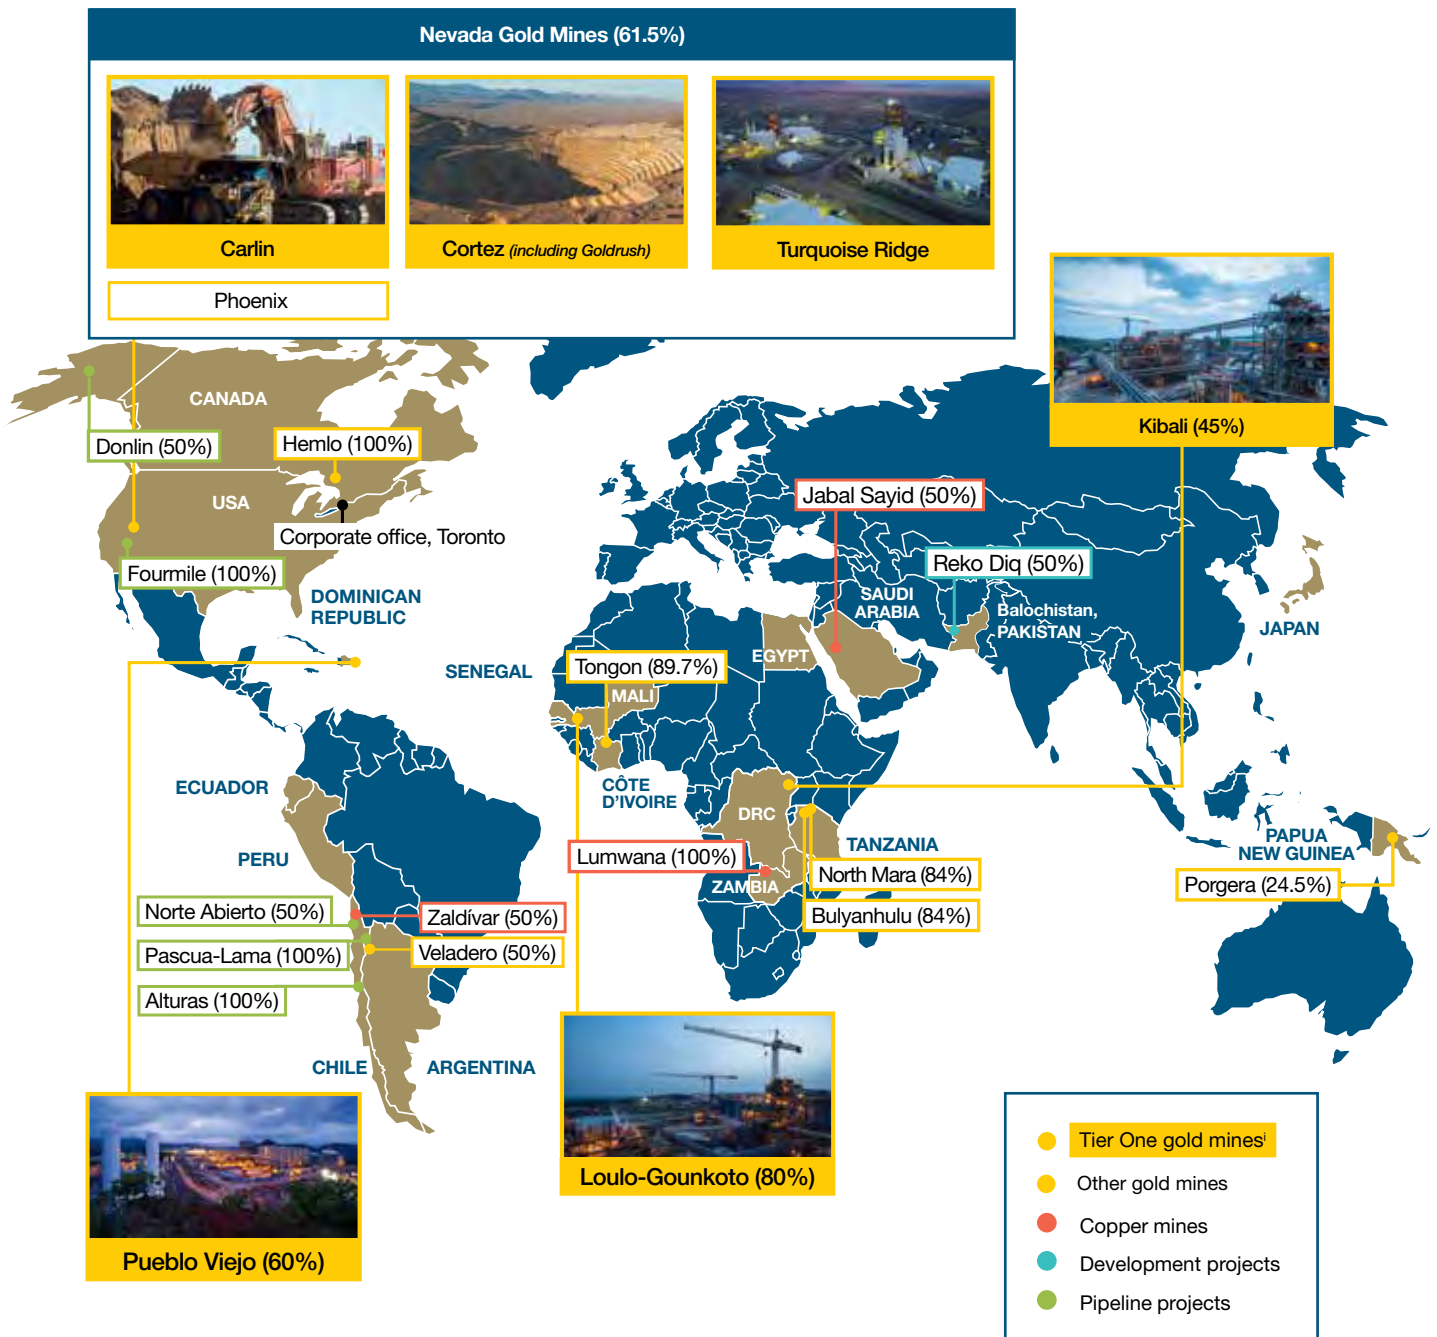 Nevada Gold Mines (61.5%)
Carlin
Cortez (including Goldrush)
Turquoise Ridge
Phoenix
Kibali (45%)
CANADA
Donlin (50%)
Hemlo (100%)
USA
Corporate office, Toronto
Fourmile (100%)
DOMINICAN
REPUBLIC
Jabal Sayid (50%)
Reko Diq (50%)
SAUDI
ARABIA
Balochistan,
PAKISTAN
JAPAN
EGYPT
SENEGAL
Tongon (89.7%)
MALI
CÔTE
D'IVOIRE
ECUADOR
PERU
DRC
TANZANIA
Lumwana (100%)
ZAMBIA
North Mara (84%)
Bulyanhulu (84%)
PAPUA
NEW GUINEA
Porgera (24.5%)
Norte Abierto (50%)
Zaldívar (50%)
Pascua-Lama (100%)
Veladero (50%)
Alturas (100%)
CHILE
ARGENTINA
Loulo-Gounkoto (80%)
Pueblo Viejo (60%)
Tier One gold minesⁱ
Other gold mines
Copper mines
Development projects
Pipeline projects